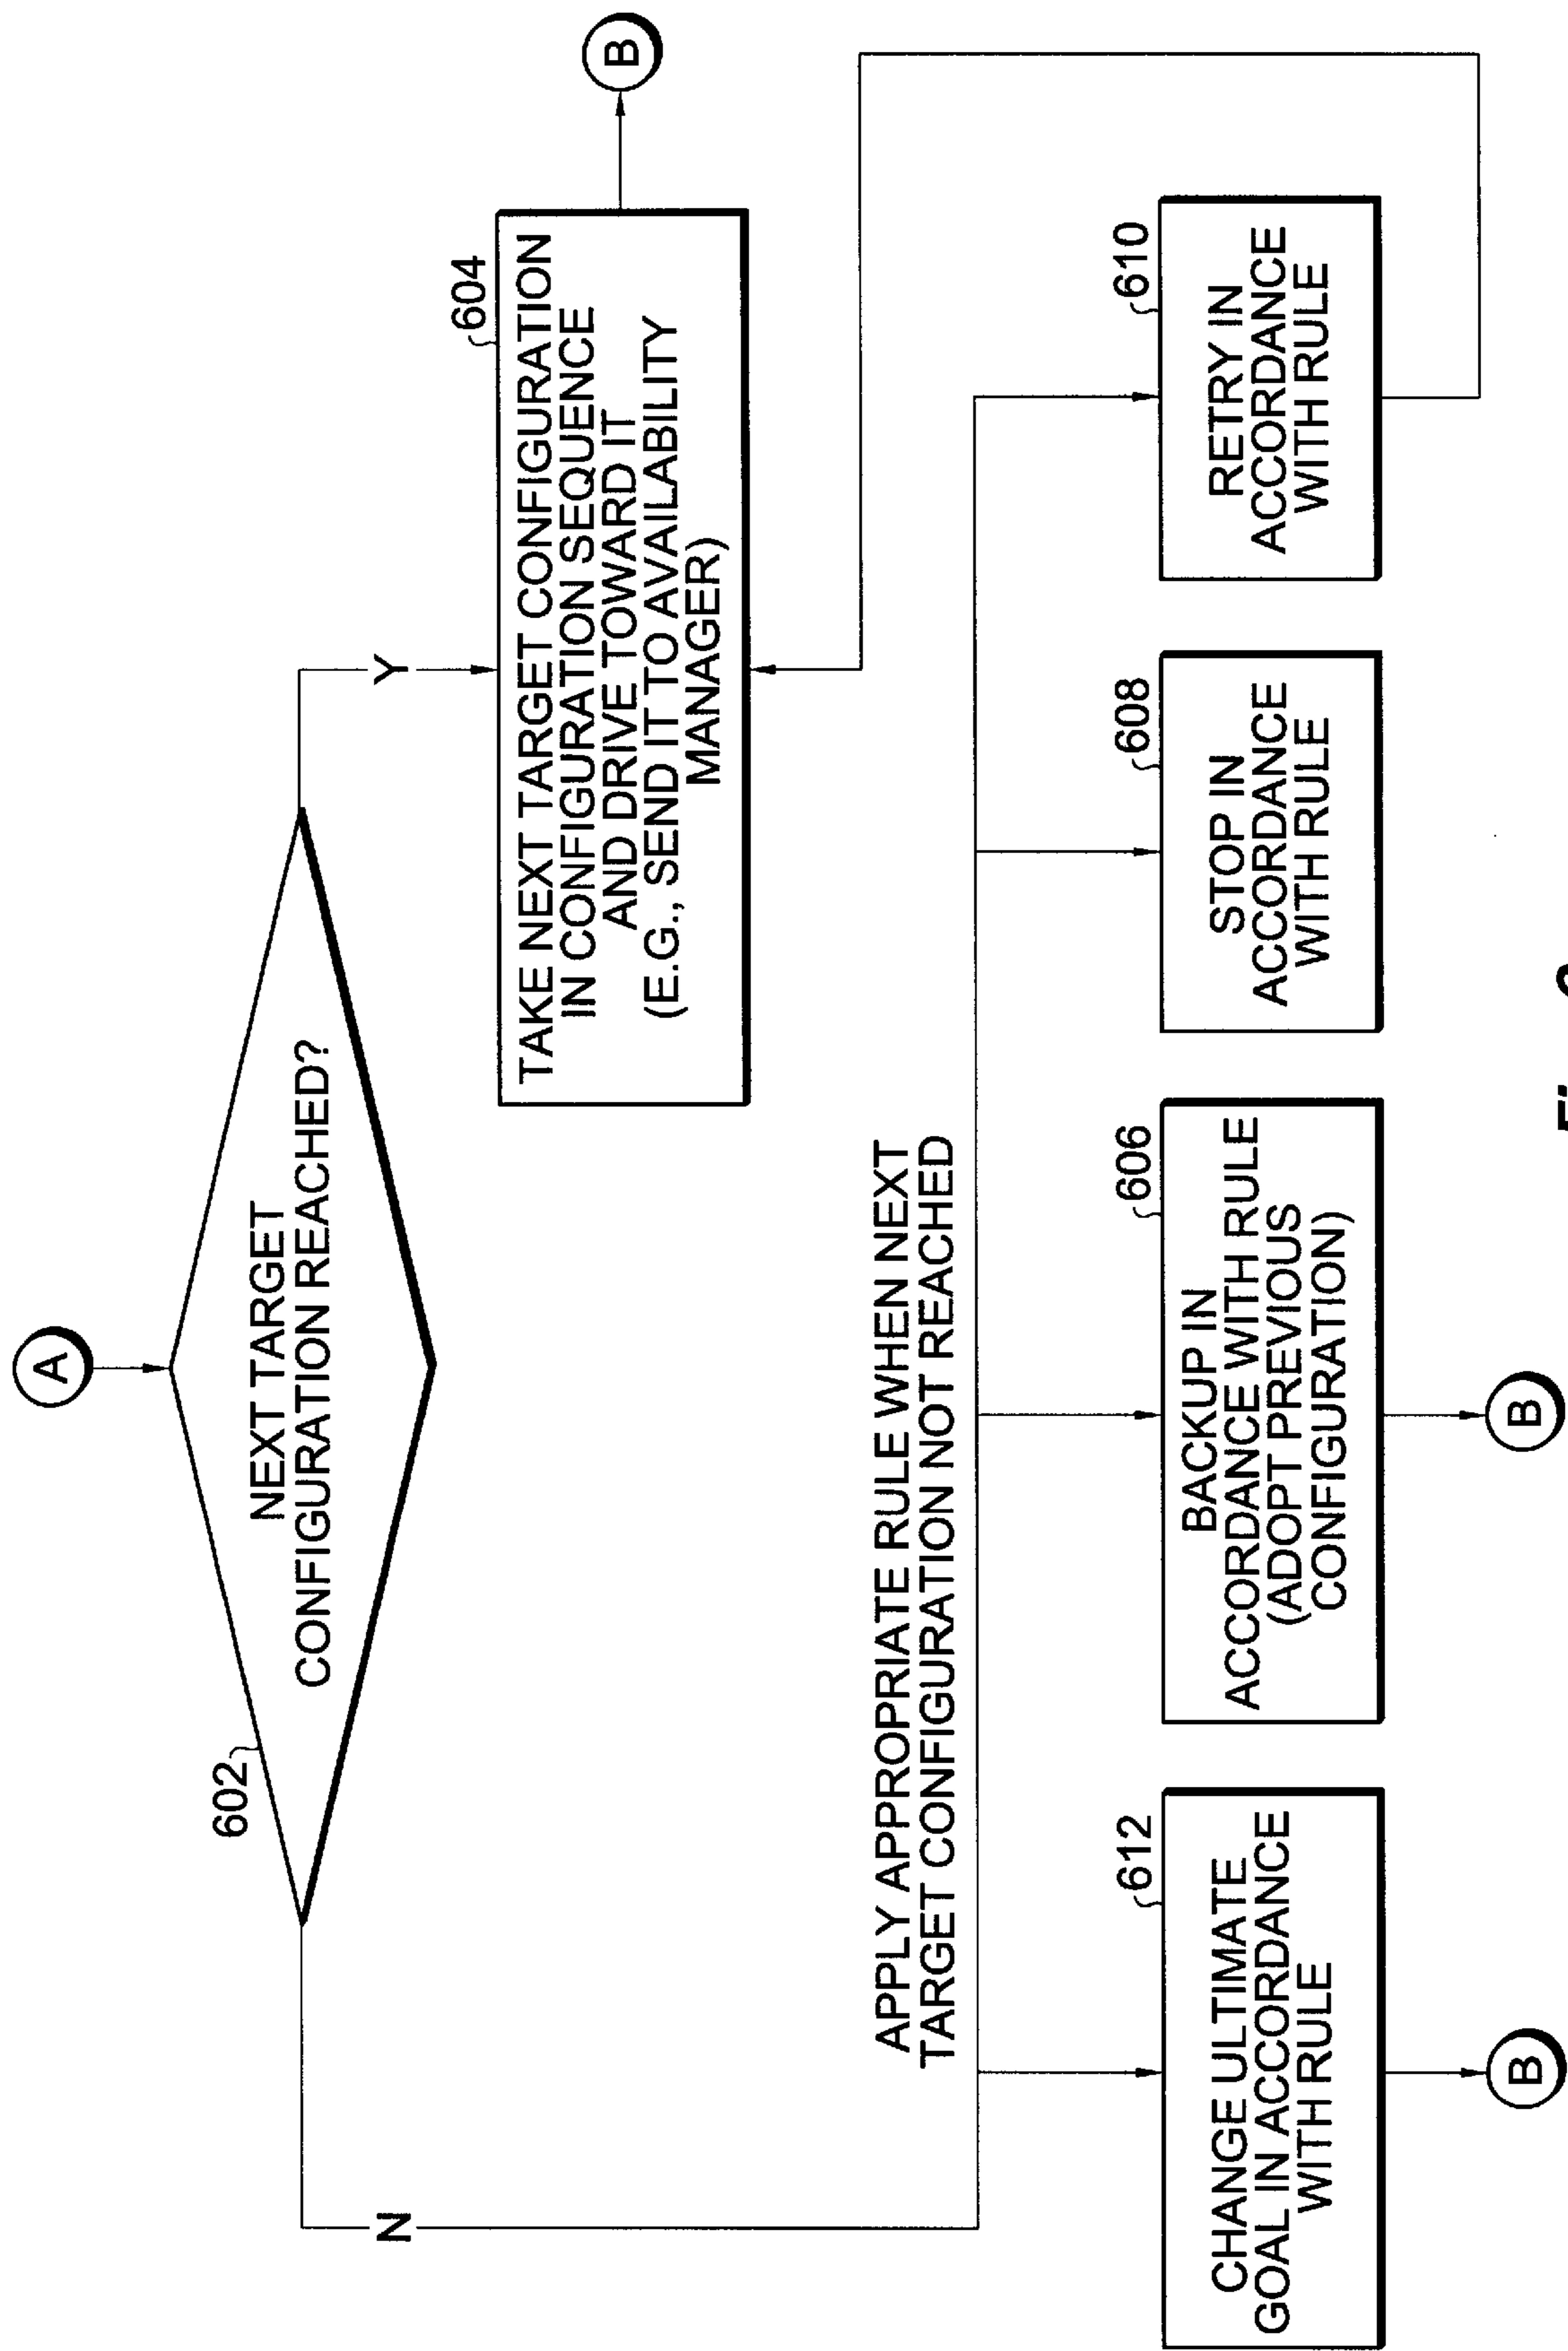 A
602
NEXT TARGET
CONFIGURATION REACHED?
Y
N
604
TAKE NEXT TARGET CONFIGURATION
IN CONFIGURATION SEQUENCE
AND DRIVE TOWARD IT
(E.G., SEND IT TO AVAILABILITY
MANAGER)
B
APPLY APPROPRIATE RULE WHEN NEXT
TARGET CONFIGURATION NOT REACHED
612
CHANGE ULTIMATE
GOAL IN ACCORDANCE
WITH RULE
B
606
BACKUP IN
ACCORDANCE WITH RULE
(ADOPT PREVIOUS
CONFIGURATION)
B
608
STOP IN
ACCORDANCE
WITH RULE
610
RETRY IN
ACCORDANCE
WITH RULE